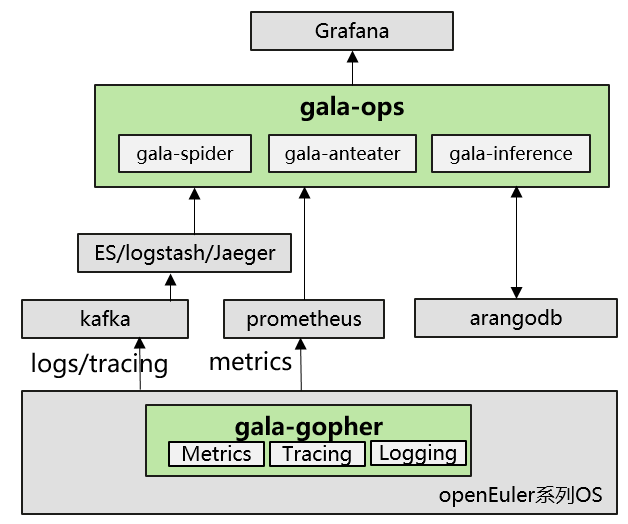 Grafana
gala-ops
gala-spider
gala-anteater
gala-inference
ES/logstash/Jaeger
kafka
prometheus
arangodb
logs/tracing
metrics
gala-gopher
Metrics
Tracing
Logging
openEuler系列OS